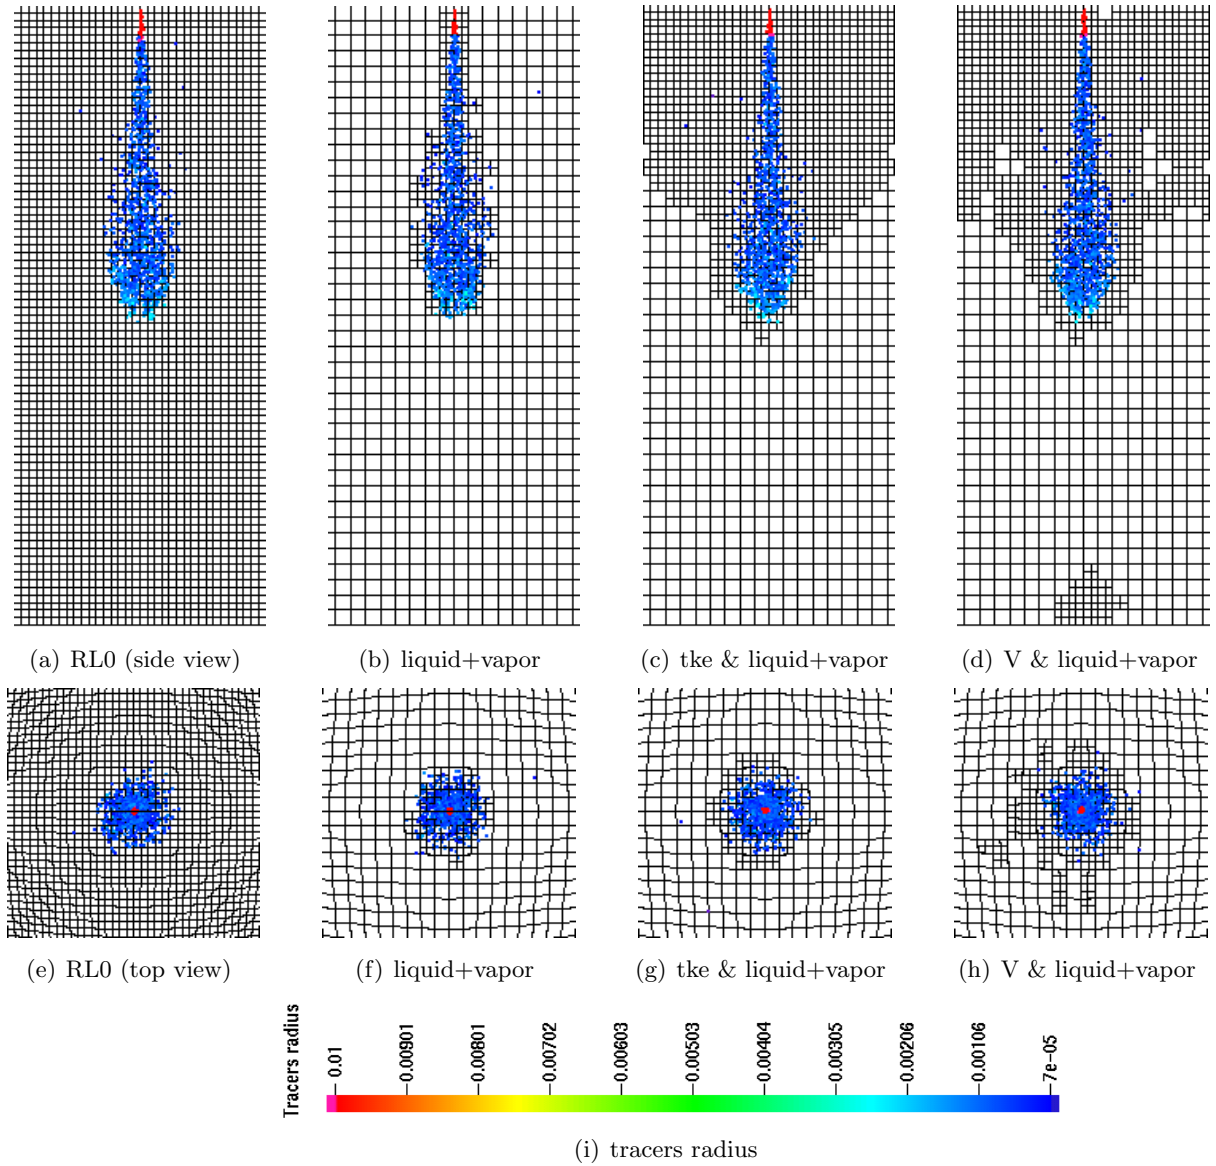 (a) RL0 (side view)
(b) liquid+vapor
(c) tke & liquid+vapor
(d) V & liquid+vapor
(e) RL0 (top view)
(f) liquid+vapor
(g) tke & liquid+vapor
(h) V & liquid+vapor
Tracers radius
0.01
0.00901
0.00801
0.00702
0.00603
0.00503
0.00404
0.00305
0.00206
0.00106
7e-05
(i) tracers radius